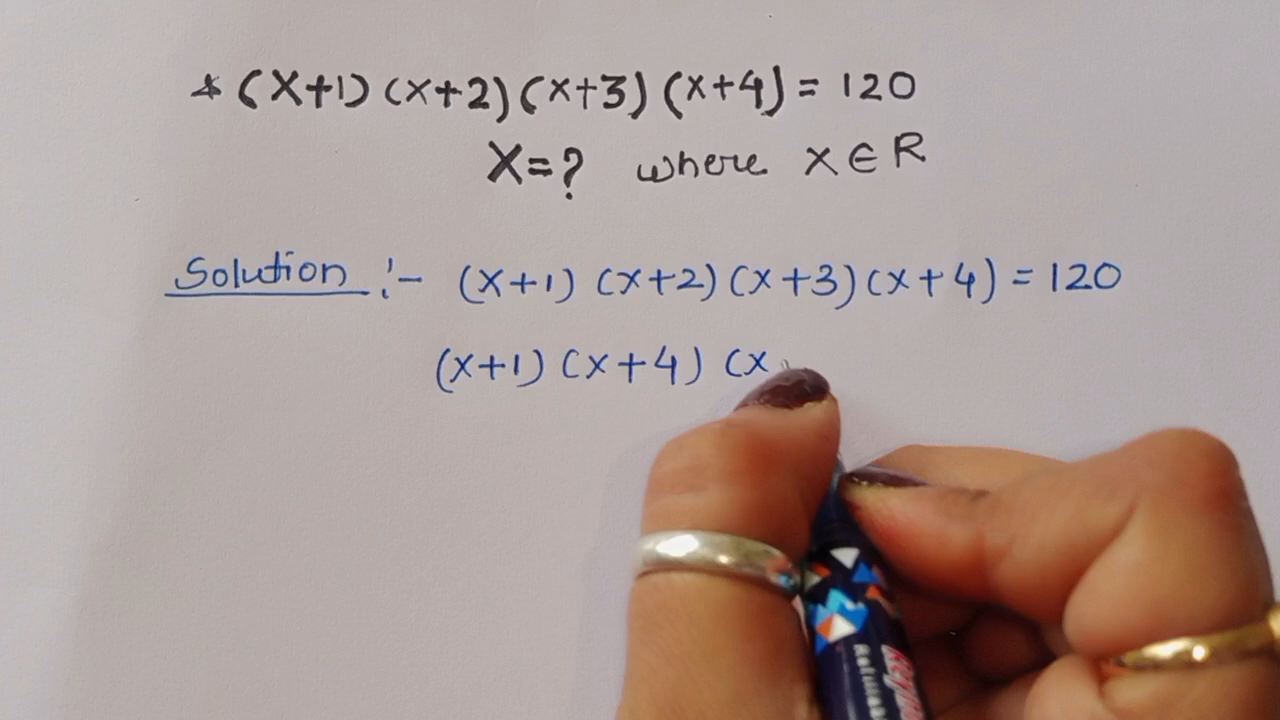 * (X+1) (x+2) (x+3) (x+4) = 120
X=? where x ∈ R
Solution :- (x+1) (x+2) (x+3) (x+4) = 120
(x+1) (x+4) (x